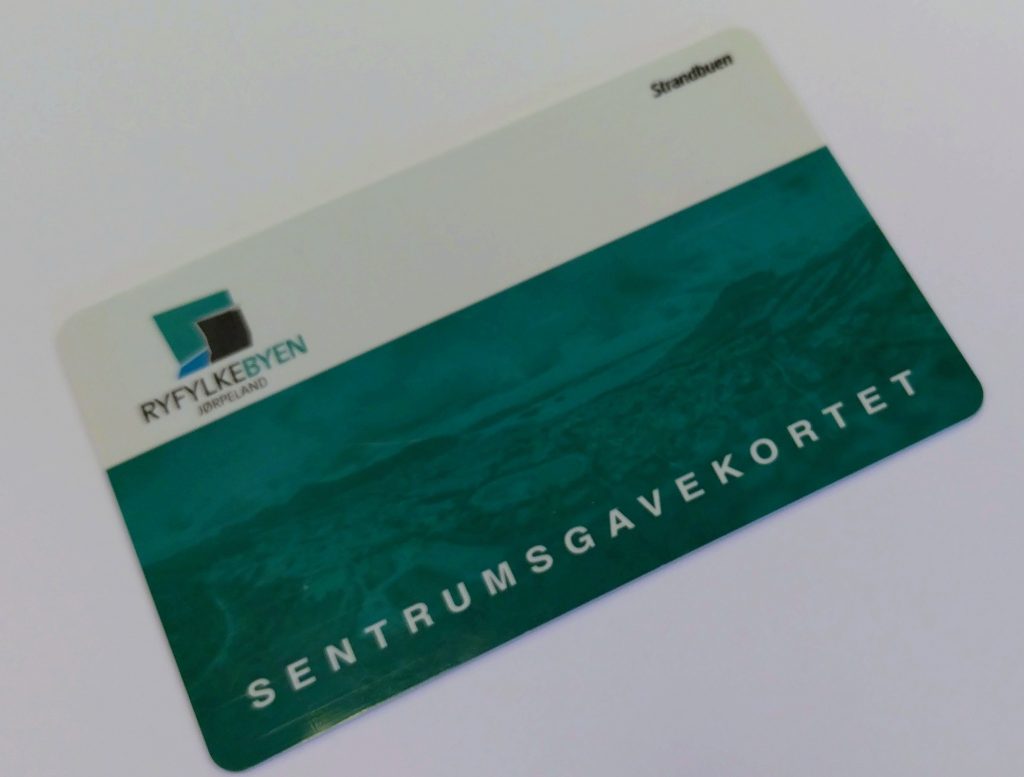 Strandbuen
RYFYLKEBYEN
JØRPELAND
SENTRUMSGAVEKORTET